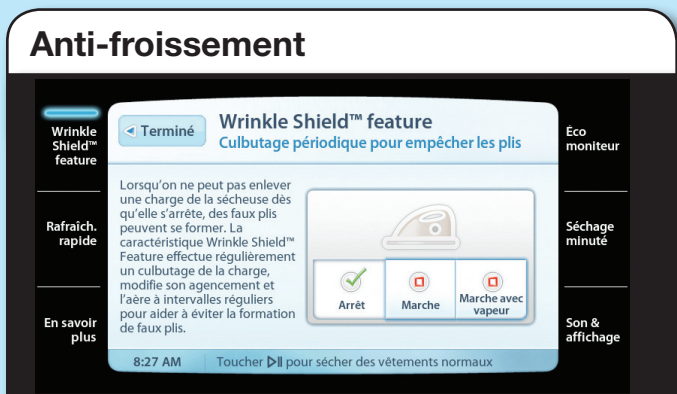 Anti-froissement
Wrinkle
Shield™
feature
Rafraîch.
rapide
En savoir
plus
Terminé
Wrinkle Shield™ feature
Culbutage périodique pour empêcher les plis
Lorsqu'on ne peut pas enlever
une charge de la sécheuse dès
qu'elle s'arrête, des faux plis
peuvent se former. La
caractéristique Wrinkle Shield™
Feature effectue régulièrement
un culbutage de la charge,
modifie son agencement et
l'aère à intervalles réguliers
pour aider à éviter la formation
de faux plis.
Arrêt
Marche
Marche avec
vapeur
8:27 AM
Toucher ▷|| pour sécher des vêtements normaux
Éco
moniteur
Séchage
minuté
Son &
affichage